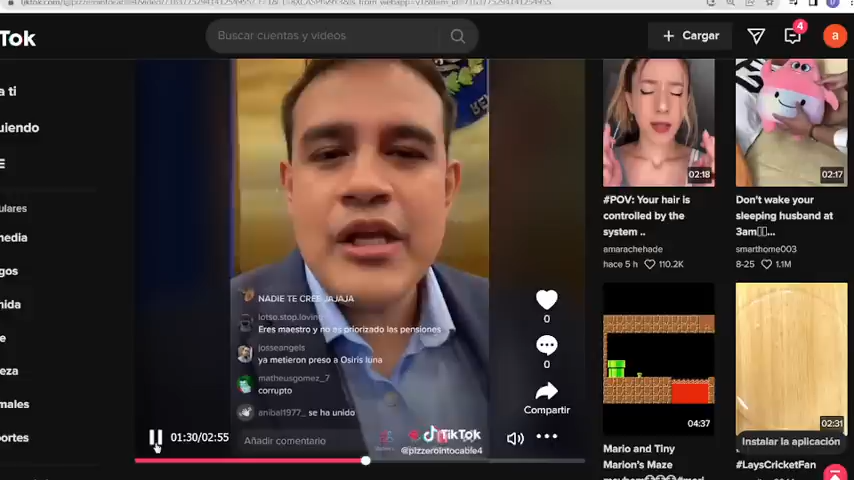 Tok
Buscar cuentas y videos
Cargar
4
a
a ti
uiendo
E
ulares
media
gos
nida
e
eza
males
portes
NADIE TE CREE JAJAJA
lotso.stop.loving
Eres maestro y no as priorizado las pensiones
josseangels
ya metieron preso a Osiris luna
matheusgomez_7
corrupto
anibal1977_ se ha unido
01:30/02:55
Añadir comentario
TikTok
@pizzerointocable4
0
0
Compartir
02:18
#POV: Your hair is
controlled by the
system ..
amarachehade
hace 5 h 110.2K
02:17
Don't wake your
sleeping husband at
3am
smarthome003
8-25 1.1M
04:37
Mario and Tiny
Marion's Maze
02:31
Instalar la aplicación
#LaysCricketFan